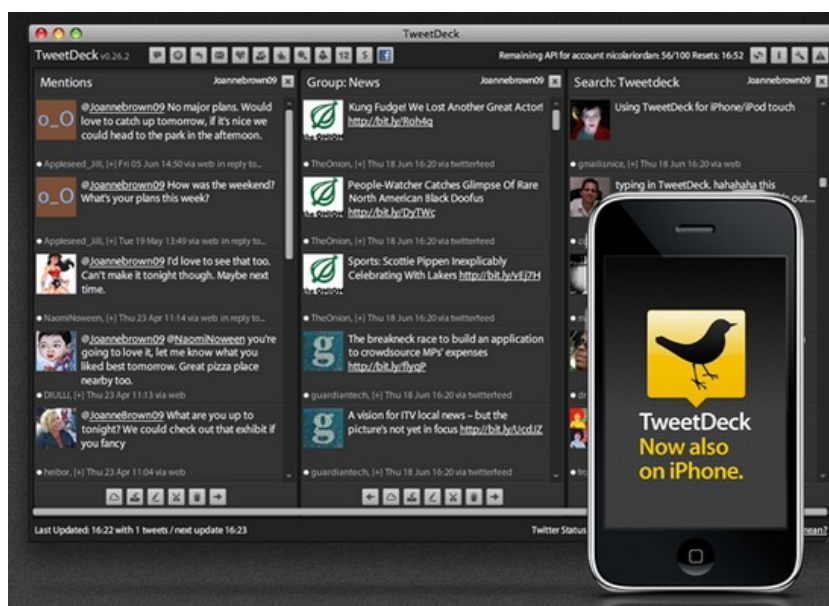 TweetDeck
TweetDeck v0.26.2
12
5
Remaining API for account nicolariordan: 56/100 Resets: 16:52
Mentions
Joannebrown09
@Joannebrown09 No major plans. Would
love to catch up tomorrow, if it's nice we
could head to the park in the afternoon.
Appleseed_Jill, [+] Fri 05 Jun 14:50 via web in reply to...
@Joannebrown09 How was the weekend?
What's your plans this week?
Appleseed_Jill, [+] Tue 19 May 13:49 via web in reply to...
@Joannebrown09 I'd love to see that too.
Can't make it tonight though. Maybe next
time.
NaomiNoween, [+] Thu 23 Apr 11:14 via web in reply to...
@Joannebrown09 @NaomiNoween you're
going to love it, let me know what you
liked best tomorrow. Great pizza place
nearby too.
DIULLI, [+] Thu 23 Apr 11:13 via web
@JoanneBrown09 What are you up to
tonight? We could check out that exhibit if
you fancy
heibor, [+] Thu 23 Apr 11:04 via web
Group: News
Joannebrown09
Kung Fudge! We Lost Another Great Actor!
http://bit.ly/Roh4q
TheOnion, [+] Thu 18 Jun 16:20 via twitterfeed
People-Watcher Catches Glimpse Of Rare
North American Black Doofus
http://bit.ly/DyTWc
TheOnion, [+] Thu 18 Jun 16:20 via twitterfeed
Sports: Scottie Pippen Inexplicably
Celebrating With Lakers http://bit.ly/vEj7H
TheOnion, [+] Thu 18 Jun 16:20 via twitterfeed
The breakneck race to build an application
to crowdsource MPs' expenses
http://bit.ly/flyqP
guardiantech, [+] Thu 18 Jun 16:20 via twitterfeed
A vision for ITV local news – but the
picture's not yet in focus http://bit.ly/UcdJZ
guardiantech, [+] Thu 18 Jun 16:20 via twitterfeed
Search: Tweetdeck
Joannebrown09
Using TweetDeck for iPhone/iPod touch
gmailisnice, [+] Thu 18 Jun 16:20 via web
typing in TweetDeck. hahahaha this
out...
TweetDeck
Now also
on iPhone.
Last Updated: 16:22 with 1 tweets / next update 16:23
Twitter Status
mean?